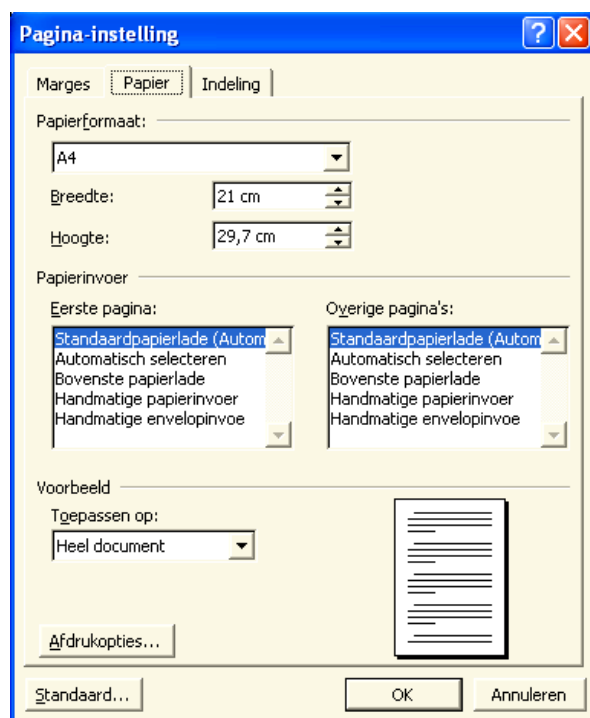 Pagina-instelling
Marges Papier Indeling
Papierformaat:
A4
Breedte: 21 cm
Hoogte: 29,7 cm
Papierinvoer
Eerste pagina: Overige pagina's:
Standaardpapierlade (Autom Standaardpapierlade (Autom
Automatisch selecteren Automatisch selecteren
Bovenste papierlade Bovenste papierlade
Handmatige papierinvoer Handmatige papierinvoer
Handmatige envelopinvoe Handmatige envelopinvoe
Voorbeeld
Toepassen op:
Heel document
Afdrukopties...
Standaard... OK Annuleren